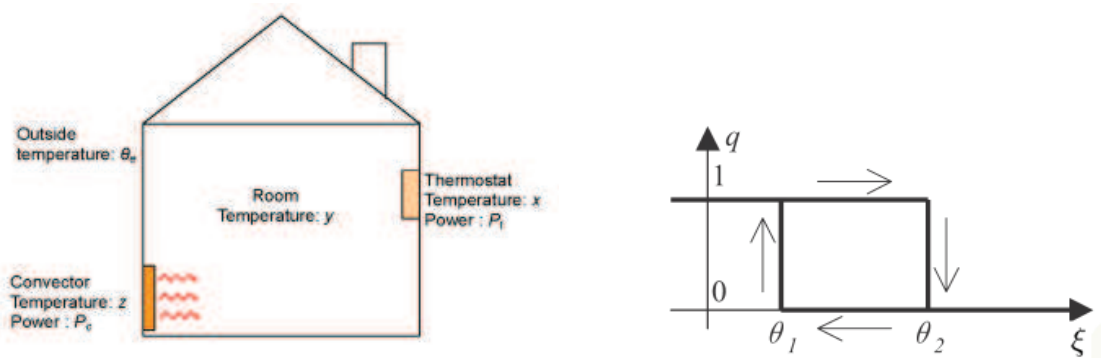 Outside
temperature: θe
Room
Temperature: y
Thermostat
Temperature: x
Power : Pt
Convector
Temperature: z
Power : Pc
q
1
0
θ1
θ2
ξ